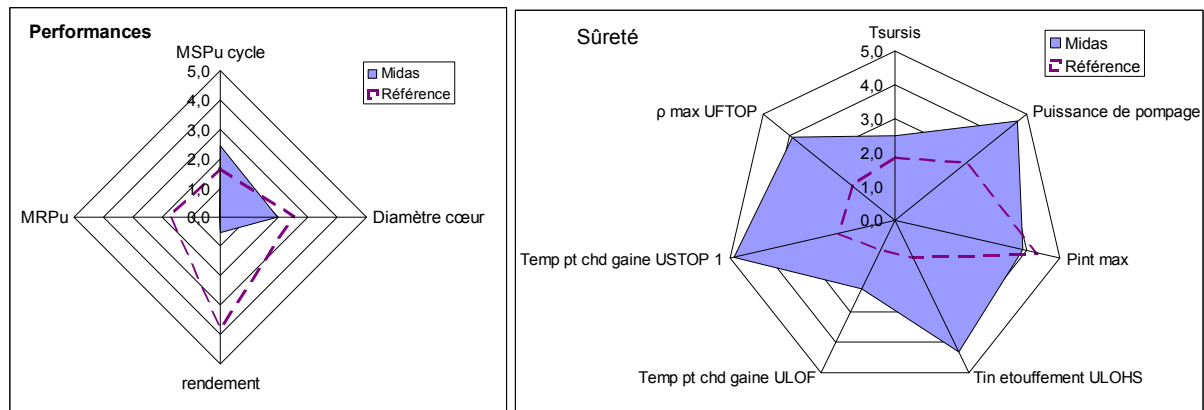 Performances
MSPu cycle
5,0
4,0
3,0
2,0
1,0
0,0
Midas
Référence
MRPu
Diamètre cœur
rendement
Sûreté
Tsursis
5,0
4,0
3,0
2,0
1,0
0,0
Midas
Référence
ρ max UFTOP
Puissance de pompage
Temp pt chd gaine USTOP 1
Pint max
Temp pt chd gaine ULOF
Tin etouffement ULOHS